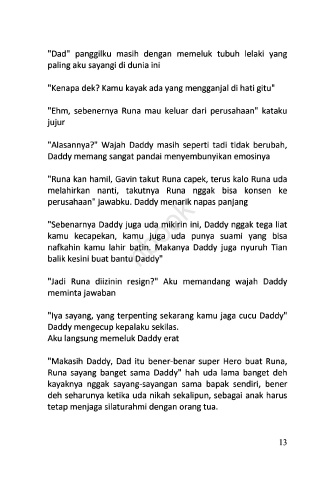 "Dad" panggilku masih dengan memeluk tubuh lelaki yang
paling aku sayangi di dunia ini
"Kenapa dek? Kamu kayak ada yang mengganjal di hati gitu"
"Ehm, sebenernya Runa mau keluar dari perusahaan" kataku
jujur
"Alasannya?" Wajah Daddy masih seperti tadi tidak berubah,
Daddy memang sangat pandai menyembunyikan emosinya
"Runa kan hamil, Gavin takut Runa capek, terus kalo Runa uda
melahirkan nanti, takutnya Runa nggak bisa konsen ke
perusahaan" jawabku. Daddy menarik napas panjang
"Sebenarnya Daddy juga uda mikirin ini, Daddy nggak tega liat
kamu kecapekan, kamu juga uda punya suami yang bisa
nafkahin kamu lahir batin. Makanya Daddy juga nyuruh Tian
balik kesini buat bantu Daddy"
"Jadi Runa diizinin resign?" Aku memandang wajah Daddy
meminta jawaban
"Iya sayang, yang terpenting sekarang kamu jaga cucu Daddy"
Daddy mengecup kepalaku sekilas.
Aku langsung memeluk Daddy erat
"Makasih Daddy, Dad itu bener-benar super Hero buat Runa,
Runa sayang banget sama Daddy" hah uda lama banget deh
kayaknya nggak sayang-sayangan sama bapak sendiri, bener
deh seharunya ketika uda nikah sekalipun, sebagai anak harus
tetap menjaga silaturahmi dengan orang tua.
13